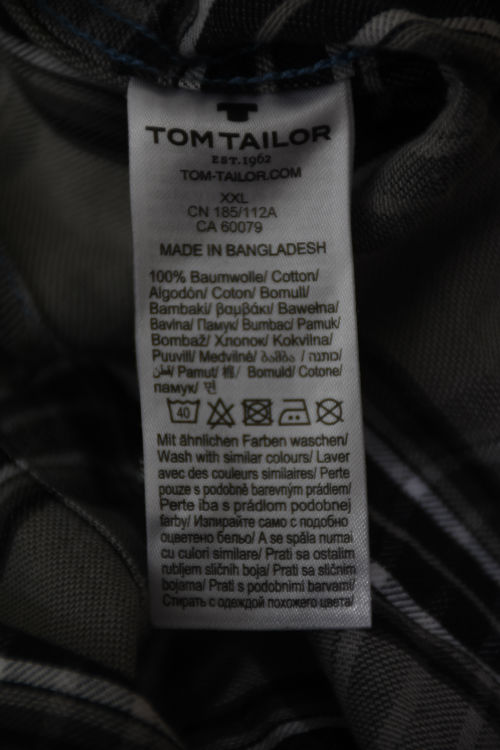 TOM TAILOR
EST. 1962
TOM-TAILOR.COM
XXL
CN 185/112A
CA 60079
MADE IN BANGLADESH
100% Baumwolle/ Cotton/
Algodón/ Coton/ Bomull/
Bambaki/ βαμβάκι/ Bawełna/
Bavlna/ Памук/ Bumbac/ Pamuk/
Bombaž/ Хлопок/ Kokvilna/
Puuvill/ Medvilnė/ ბამბა / כותנה/
قطن/ Pamut/ 棉/ Bomuld/ Cotone/
памук/ 면
40
Mit ähnlichen Farben waschen/
Wash with similar colours/ Laver
avec des couleurs similaires/ Perte
pouze s podobně barevným prádlem/
Perte iba s prádlom podobnej
farby/ Изпирайте само с подобно
оцветено бельо/ A se spăla numai
cu culori similare/ Prati sa ostalim
rubljem sličnih boja/ Prati sa sličnim
bojama/ Prati s podobnimi barvami/
Стирать с одеждой похожего цвета/